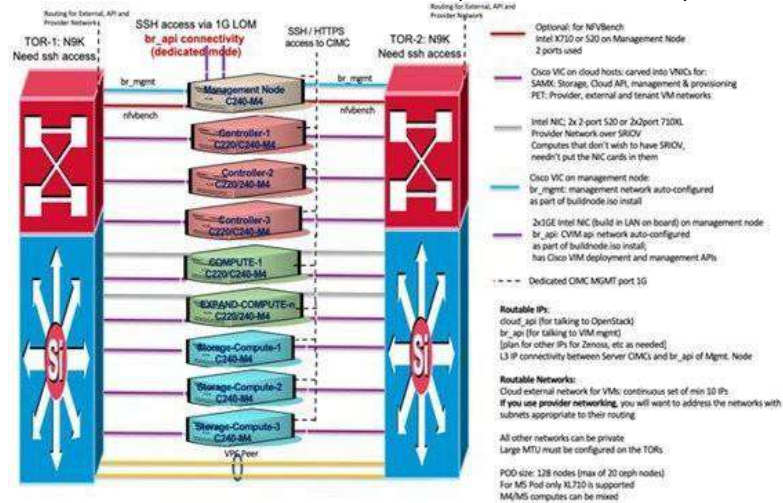 Routing for External, API and
Provider Networks
TOR-1: N9K
Need ssh access
SSH access via 1G LOM
br_api connectivity
(dedicated mode)
SSH / HTTPS
access to CIMC
Routing for External, API and
Provider Network
TOR-2: N9K
Need ssh access
br_mgmt
Management Node
C240-M4
br_mgmt
nfvbench
nfvbench
Controller-1
C220/C240-M4
Controller-2
C220/240-M4
Controller-3
C220/C240-M4
COMPUTE-1
C220/C240-M4
EXPAND-COMPUTE-n
C220/240-M4
Storage-Compute-1
C240-M4
Storage-Compute-2
C240-M4
Storage-Compute-3
C240-M4
VPC Peer
Si
Si
Optional: for NFVBench
Intel X710 or 520 on Management Node
2 ports used
Cisco VIC on cloud hosts: carved into VNICs for:
SAMX: Storage, Cloud API, management & provisioning
PET: Provider, external and tenant VM networks
Intel NIC; 2x 2-port 520 or 2x2port 710XL
Provider Network over SRIOV
Computes that don't wish to have SRIOV,
needn't put the NIC cards in them
Cisco VIC on management node:
br_mgmt: management network auto-configured
as part of buildnode.iso install
2x1GE Intel NIC (build in LAN on board) on management node
br_api: CVIM api network auto-configured
as part of buildnode.iso install;
has Cisco VIM deployment and management APIs
Dedicated CIMC MGMT port 1G
Routable IPs:
cloud_api (for talking to OpenStack)
br_api (for talking to VIM mgmt)
[plan for other IPs for Zenoss, etc as needed]
L3 IP connectivity between Server CIMCs and br_api of Mgmt. Node
Routable Networks:
Cloud external network for VMs: continuous set of min 10 IPs
If you use provider networking, you will want to address the networks with
subnets appropriate to their routing
All other networks can be private
Large MTU must be configured on the TORs
POD size: 128 nodes (max of 20 ceph nodes)
For M5 Pod only XL710 is supported
M4/M5 computes can be mixed